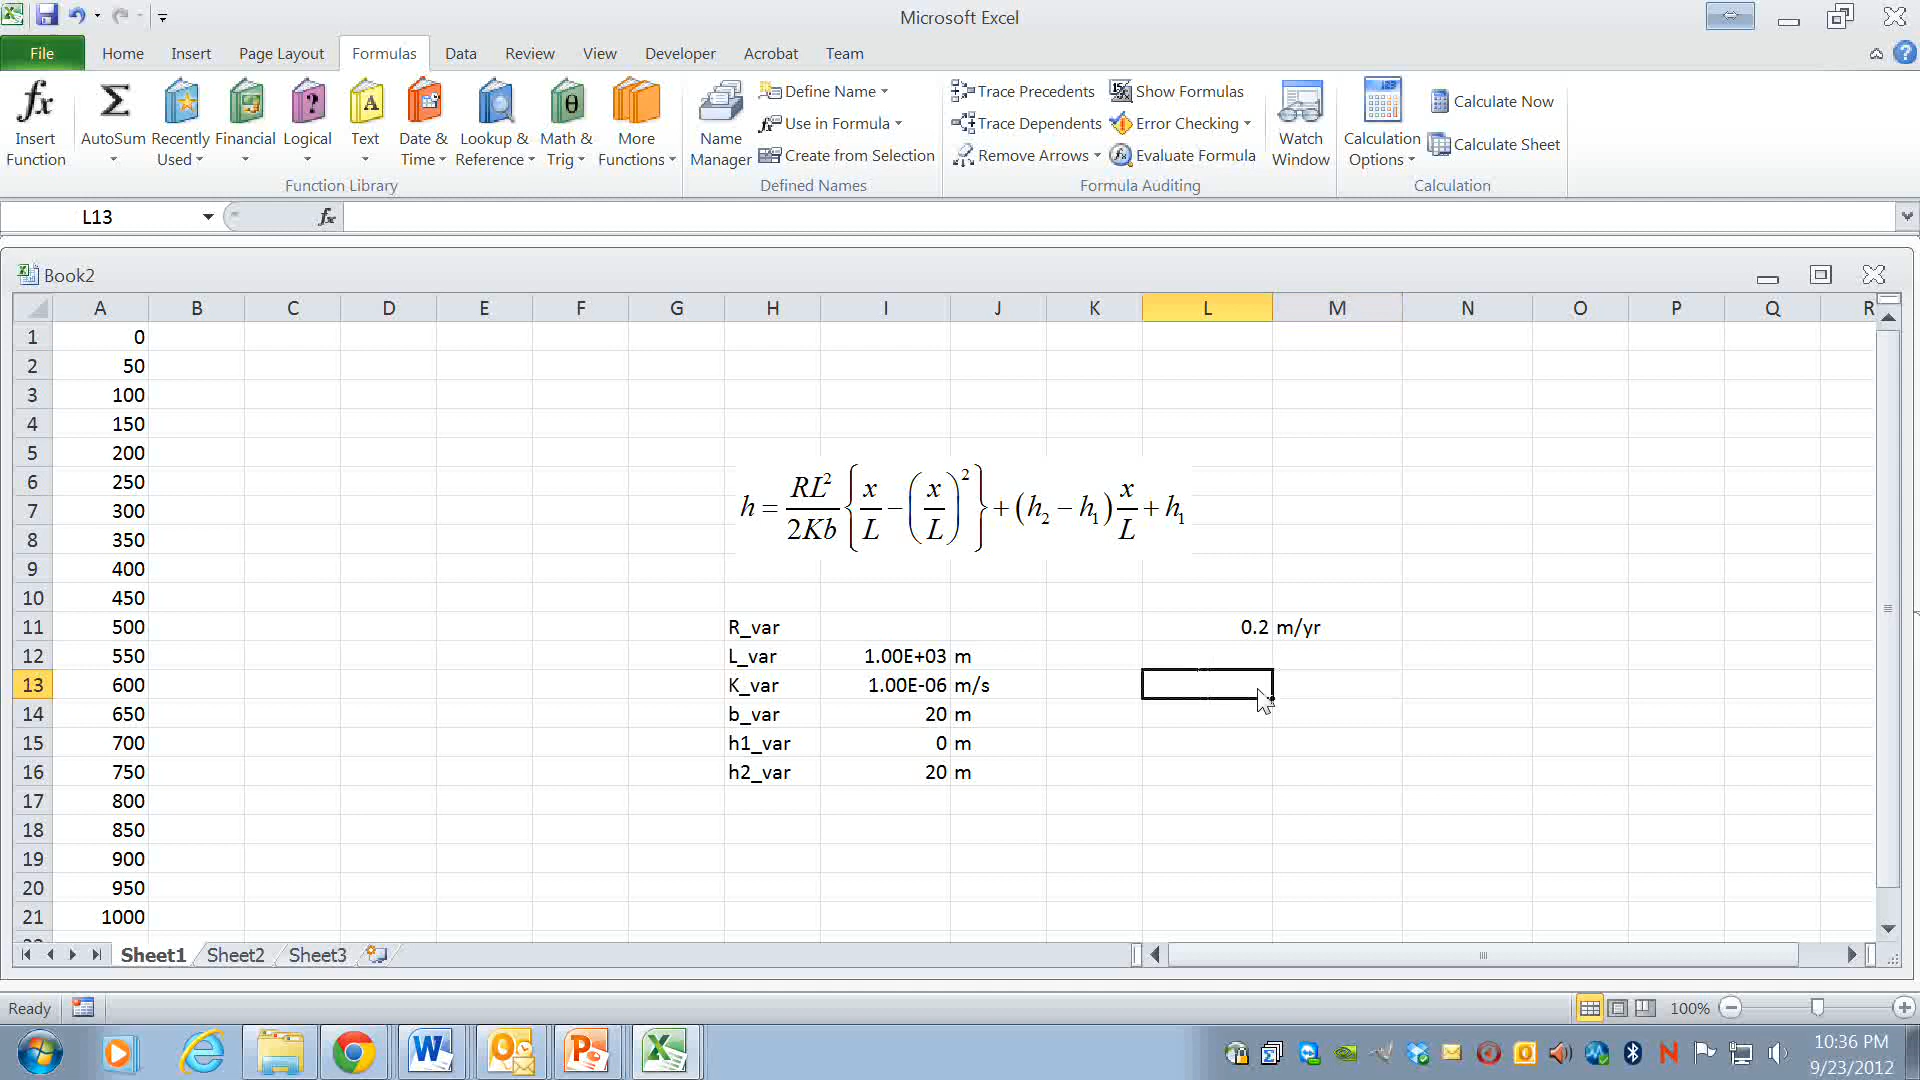 Microsoft Excel
File Home Insert Page Layout Formulas Data Review View Developer Acrobat Team
Insert Function
AutoSum
Recently Used
Financial
Logical
Text
Date & Time
Lookup & Reference
Math & Trig
More Functions
Function Library
Name Manager
Define Name
Use in Formula
Create from Selection
Defined Names
Trace Precedents
Trace Dependents
Remove Arrows
Show Formulas
Error Checking
Evaluate Formula
Formula Auditing
Watch Window
Calculation Options
Calculate Now
Calculate Sheet
Calculation
L13 fx
Book2
A B C D E F G H I J K L M N O P Q R
1 0
2 50
3 100
4 150
5 200
6 250
7 300
8 350
9 400
10 450
h = RL²/2Kb {x/L − (x/L)²} + (h₂ − h₁) x/L + h₁
11 500 R_var 0.2 m/yr
12 550 L_var 1.00E+03 m
13 600 K_var 1.00E-06 m/s
14 650 b_var 20 m
15 700 h1_var 0 m
16 750 h2_var 20 m
17 800
18 850
19 900
20 950
21 1000
Sheet1 Sheet2 Sheet3
Ready 100%
10:36 PM
9/23/2012